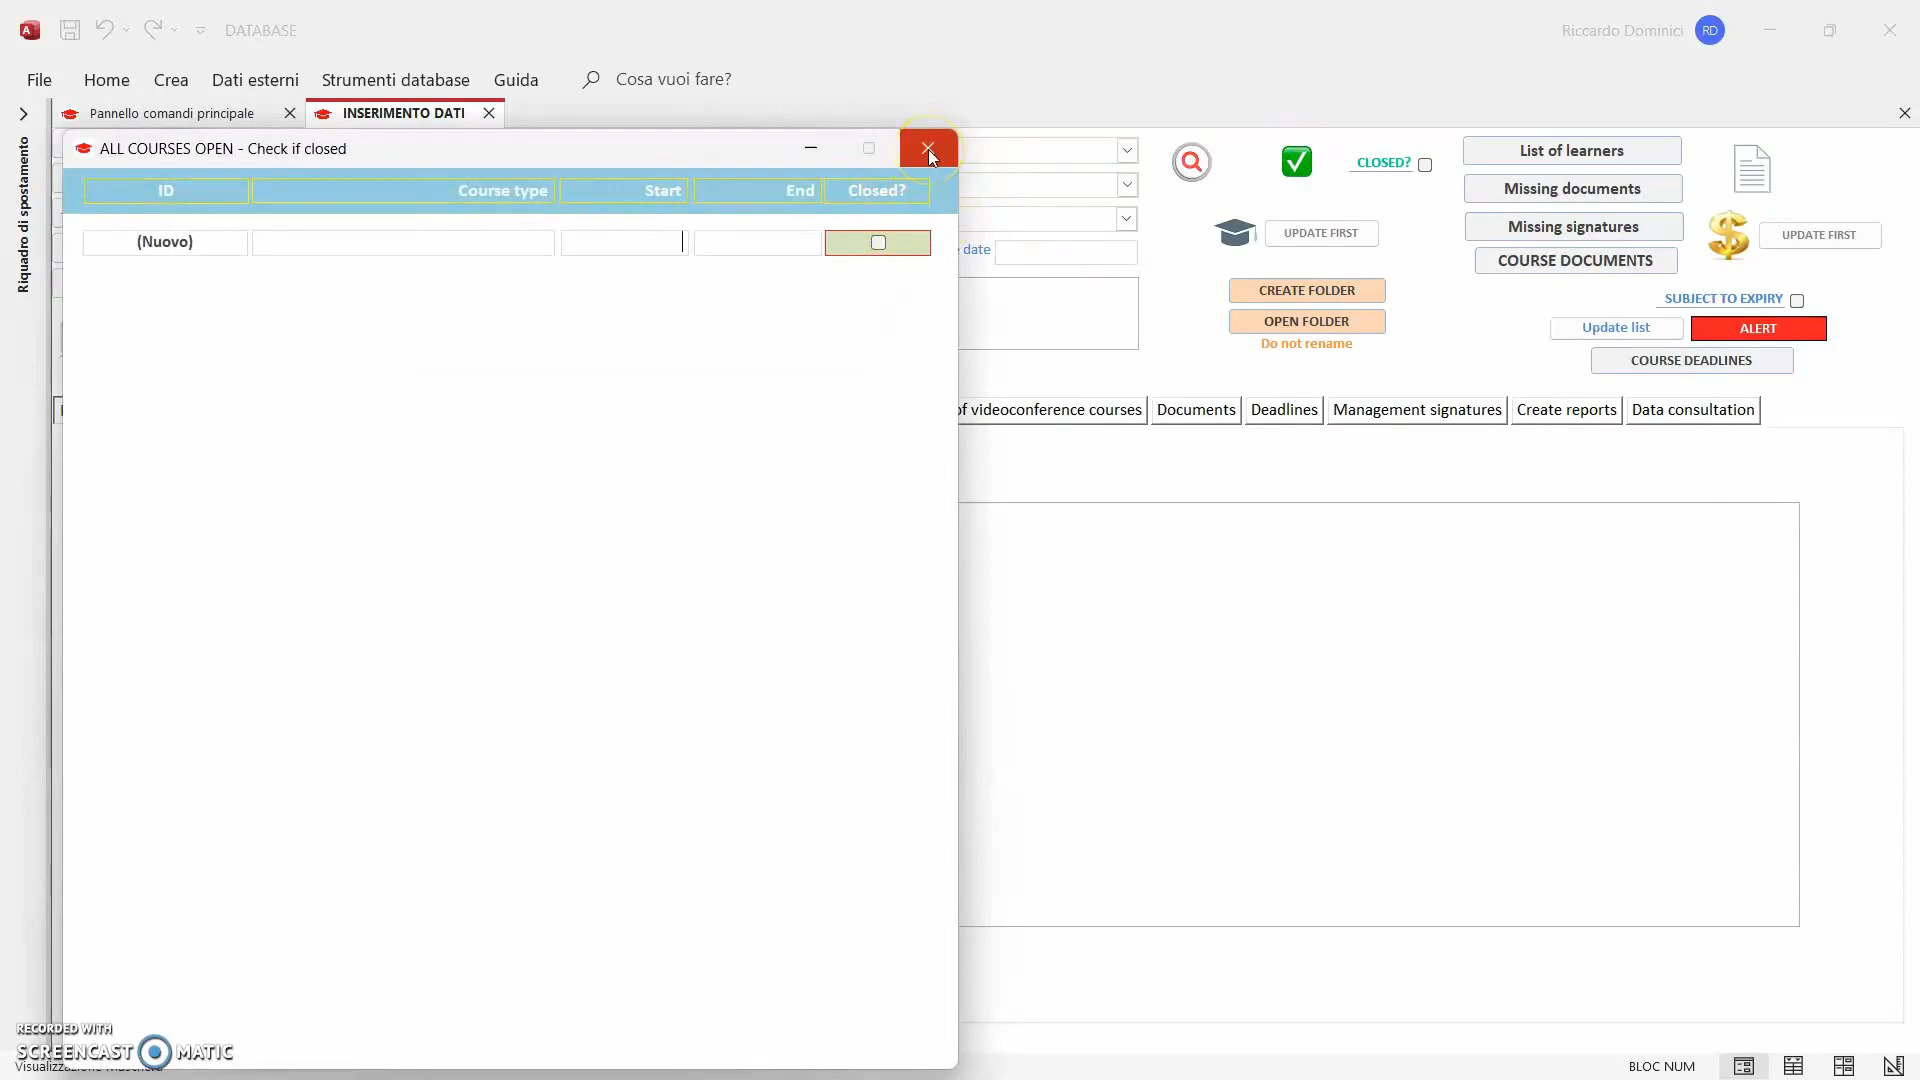 DATABASE
Riccardo Dominici
RD
File
Home
Crea
Dati esterni
Strumenti database
Guida
Cosa vuoi fare?
Pannello comandi principale
INSERIMENTO DATI
Riquadro di spostamento
ALL COURSES OPEN - Check if closed
ID
Course type
Start
End
Closed?
(Nuovo)
date
CLOSED?
List of learners
Missing documents
Missing signatures
COURSE DOCUMENTS
UPDATE FIRST
UPDATE FIRST
CREATE FOLDER
OPEN FOLDER
Do not rename
SUBJECT TO EXPIRY
Update list
ALERT
COURSE DEADLINES
of videoconference courses
Documents
Deadlines
Management signatures
Create reports
Data consultation
RECORDED WITH
SCREENCAST MATIC
Visualizzazione Maschera
BLOC NUM